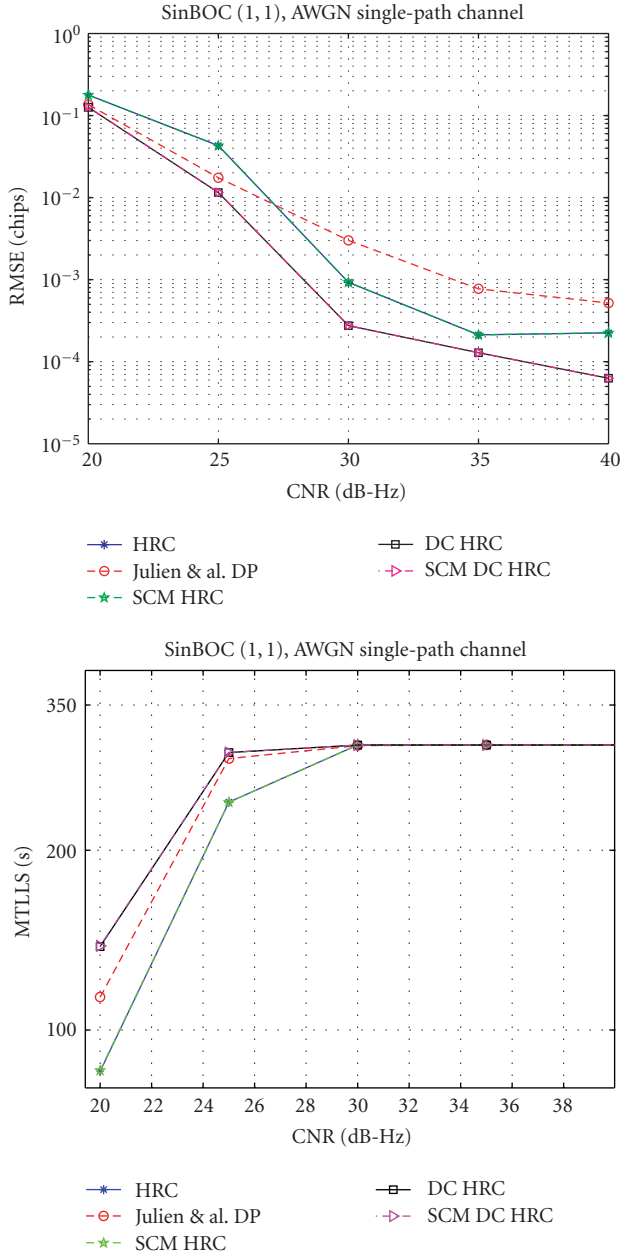 SinBOC (1, 1), AWGN single-path channel
10^0
10^−1
10^−2
10^−3
10^−4
10^−5
RMSE (chips)
20 25 30 35 40
CNR (dB-Hz)
HRC
Julien & al. DP
SCM HRC
DC HRC
SCM DC HRC
SinBOC (1, 1), AWGN single-path channel
350
200
100
MTLLS (s)
20 22 24 26 28 30 32 34 36 38
CNR (dB-Hz)
HRC
Julien & al. DP
SCM HRC
DC HRC
SCM DC HRC